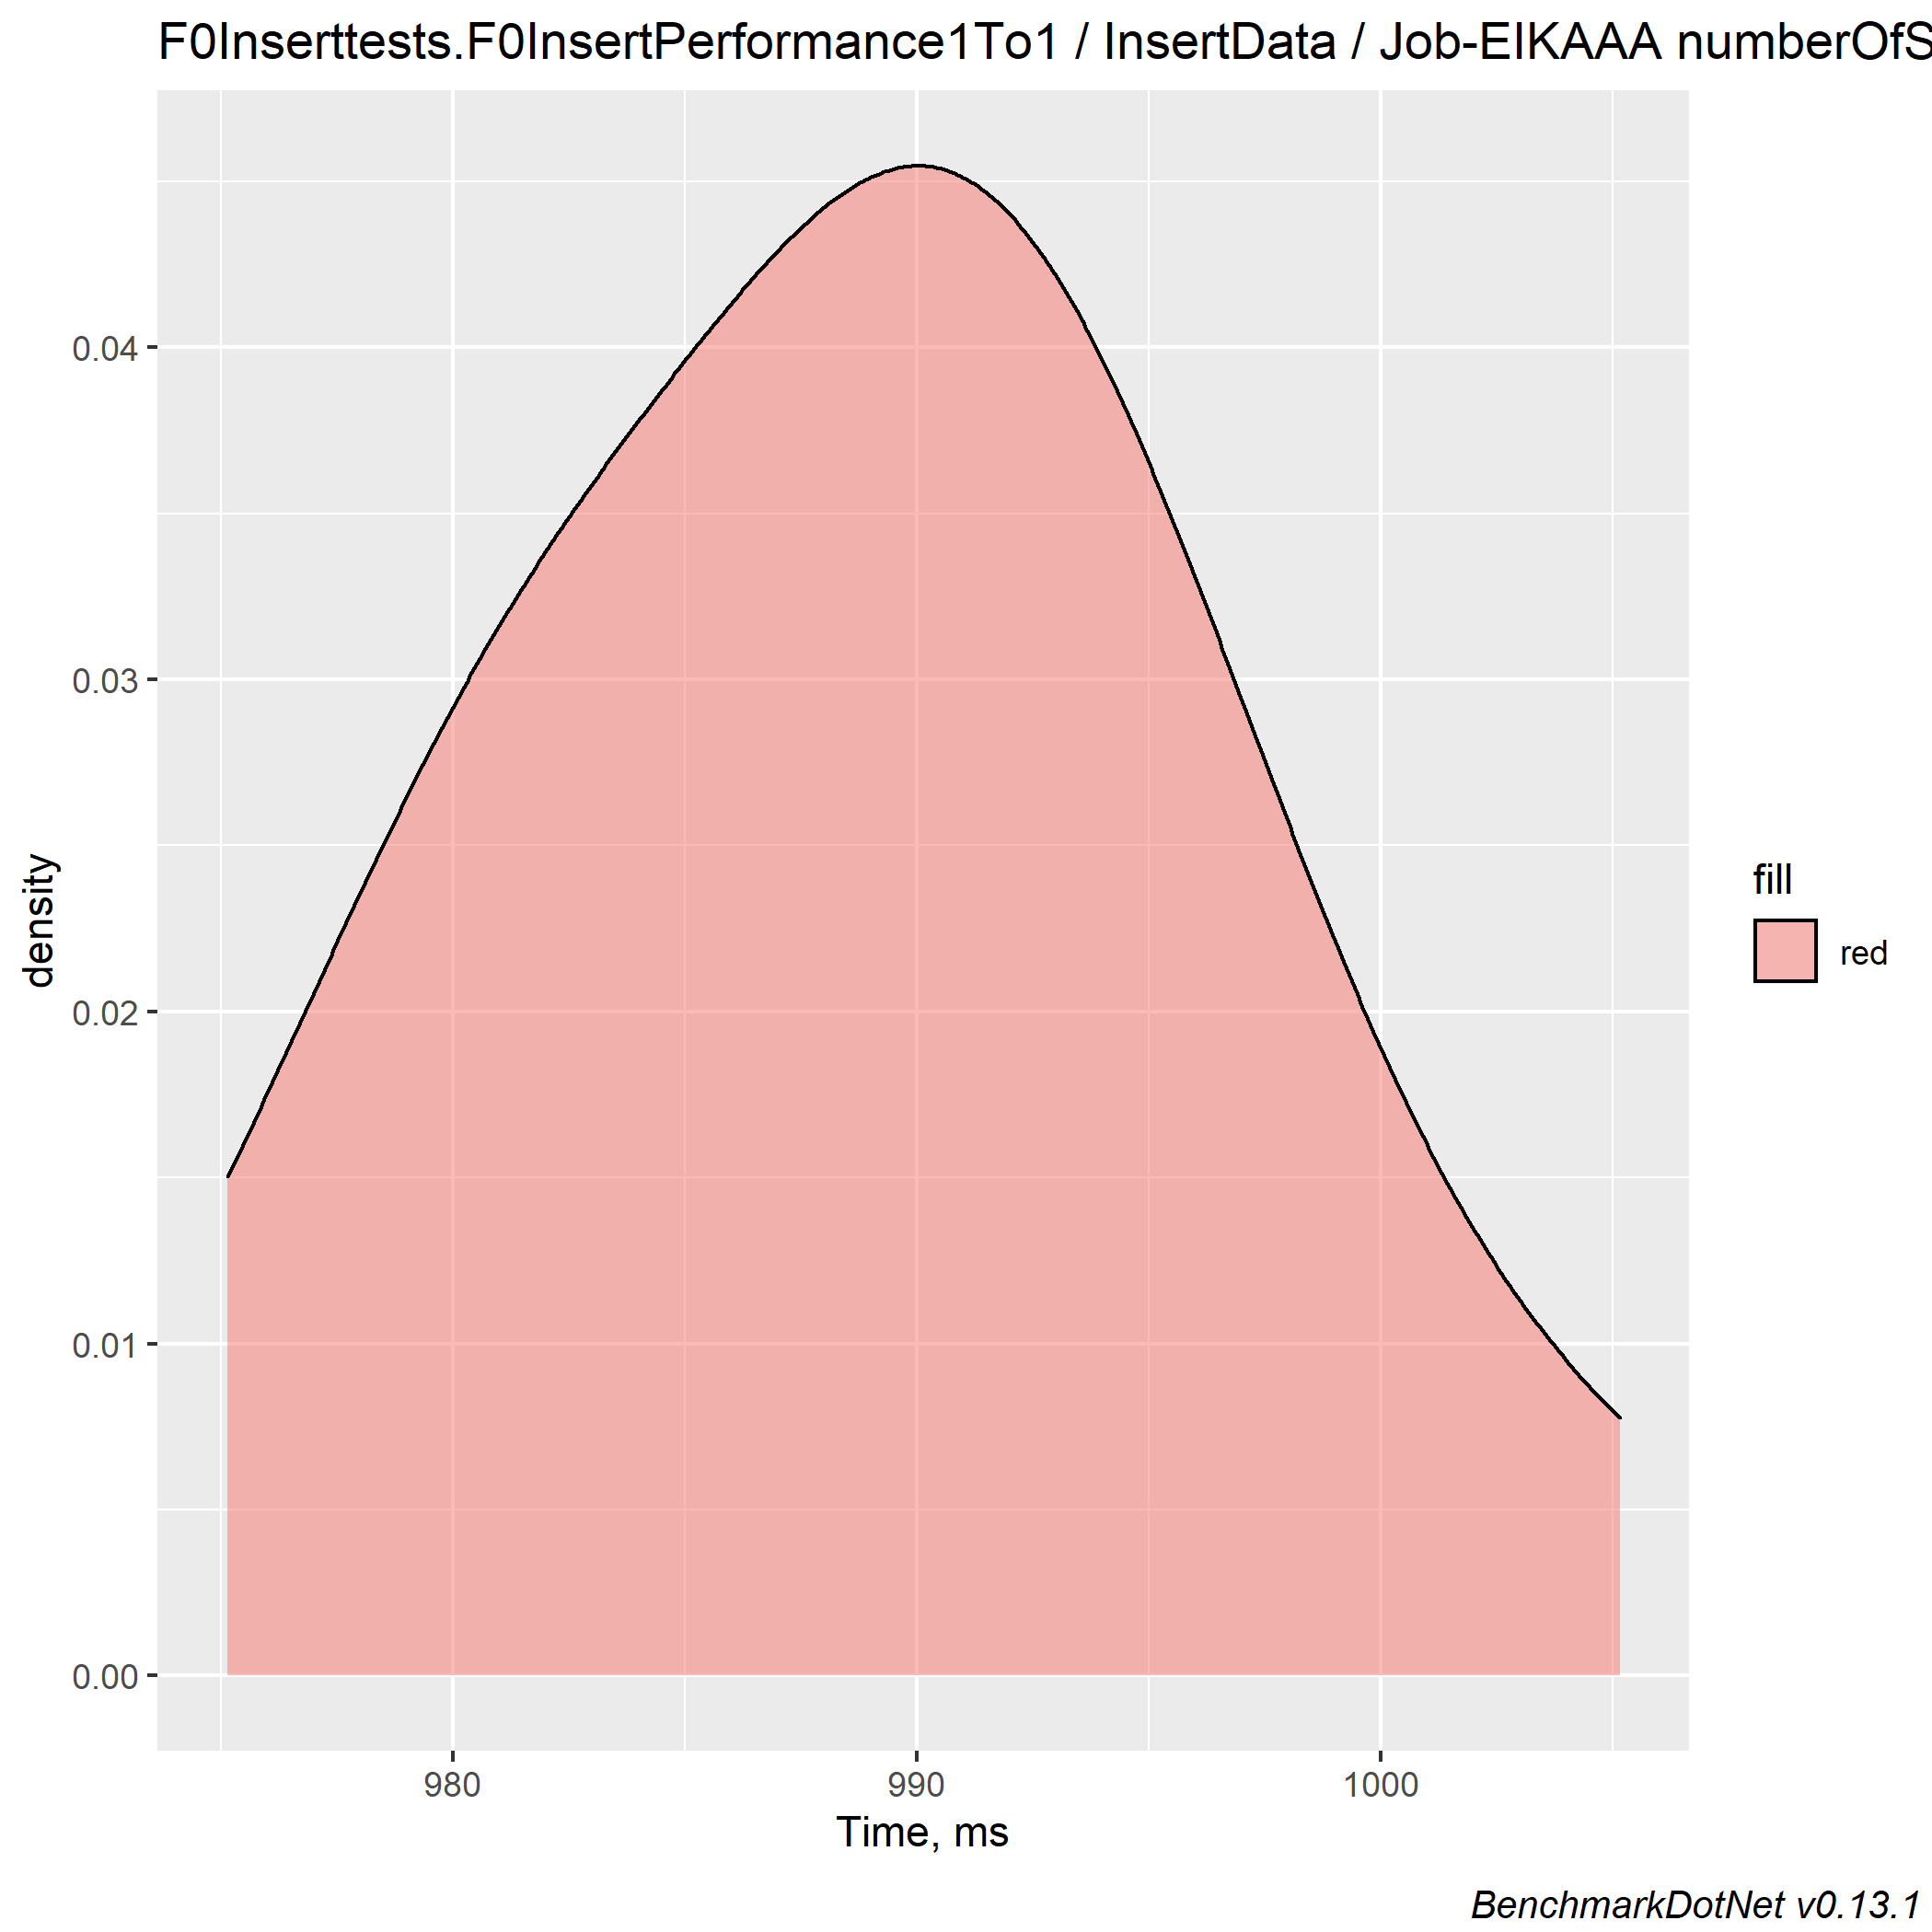 F0Inserttests.F0InsertPerformance1To1 / InsertData / Job-EIKAAA numberOfS
0.04
0.03
0.02
0.01
0.00
density
980 990 1000
Time, ms
fill
red
BenchmarkDotNet v0.13.1